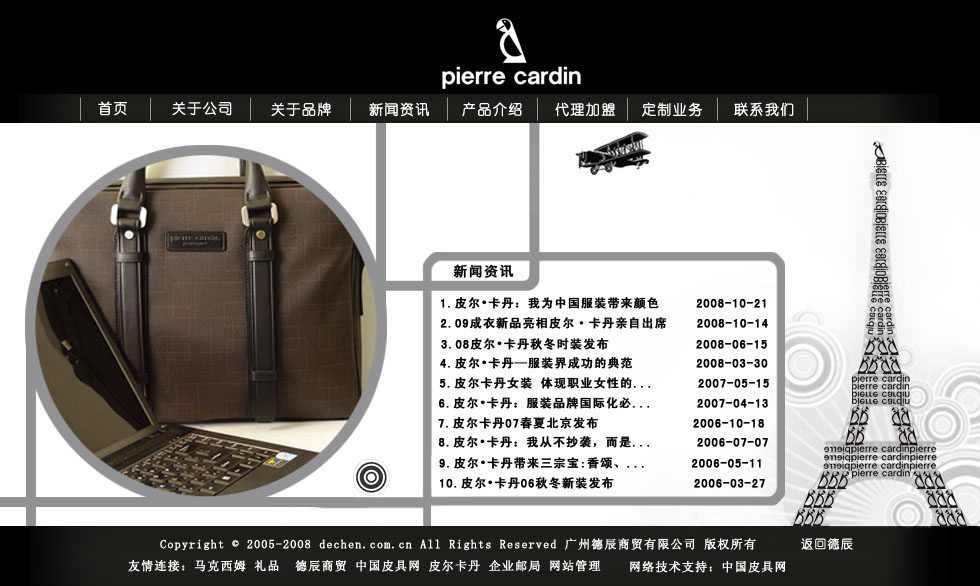 pierre cardin
首页 关于公司 关于品牌 新闻资讯 产品介绍 代理加盟 定制业务 联系我们
pierre cardin
新闻资讯
1.皮尔•卡丹：我为中国服装带来颜色 2008-10-21
2.09成衣新品亮相皮尔·卡丹亲自出席 2008-10-14
3.08皮尔•卡丹秋冬时装发布 2008-06-15
4.皮尔•卡丹—服装界成功的典范 2008-03-30
5.皮尔卡丹女装 体现职业女性的... 2007-05-15
6.皮尔•卡丹：服装品牌国际化必... 2007-04-13
7.皮尔卡丹07春夏北京发布 2006-10-18
8.皮尔•卡丹：我从不抄袭，而是... 2006-07-07
9.皮尔•卡丹带来三宗宝:香颂、... 2006-05-11
10.皮尔•卡丹06秋冬新装发布 2006-03-27
pierre cardin
pierre cardin
Copyright © 2005-2008 dechen.com.cn All Rights Reserved 广州德辰商贸有限公司 版权所有 返回德辰
友情连接：马克西姆 礼品 德辰商贸 中国皮具网 皮尔卡丹 企业邮局 网站管理 网络技术支持：中国皮具网